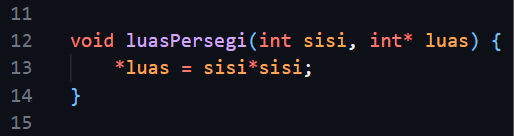 11
12 void luasPersegi(int sisi, int* luas) {
13 *luas = sisi*sisi;
14 }
15